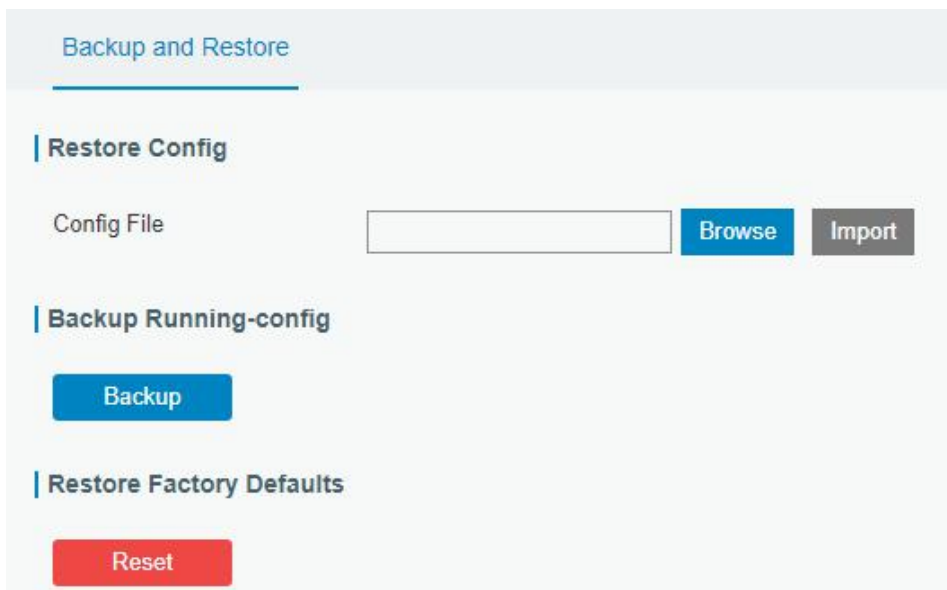 Backup and Restore
Restore Config
Config File Browse Import
Backup Running-config
Backup
Restore Factory Defaults
Reset